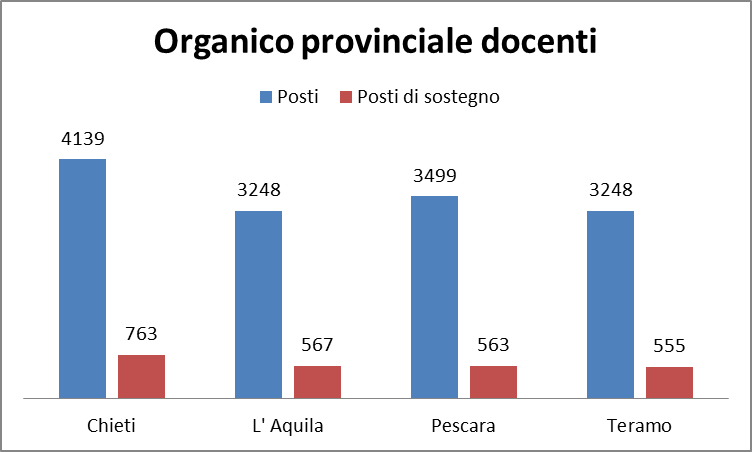 Organico provinciale docenti
Posti Posti di sostegno
4139 3248 3499 3248
763 567 563 555
Chieti L' Aquila Pescara Teramo